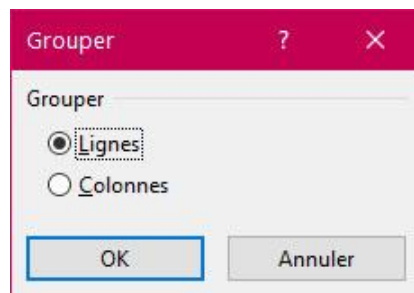 Grouper ? ×
Grouper
Lignes
Colonnes
OK Annuler